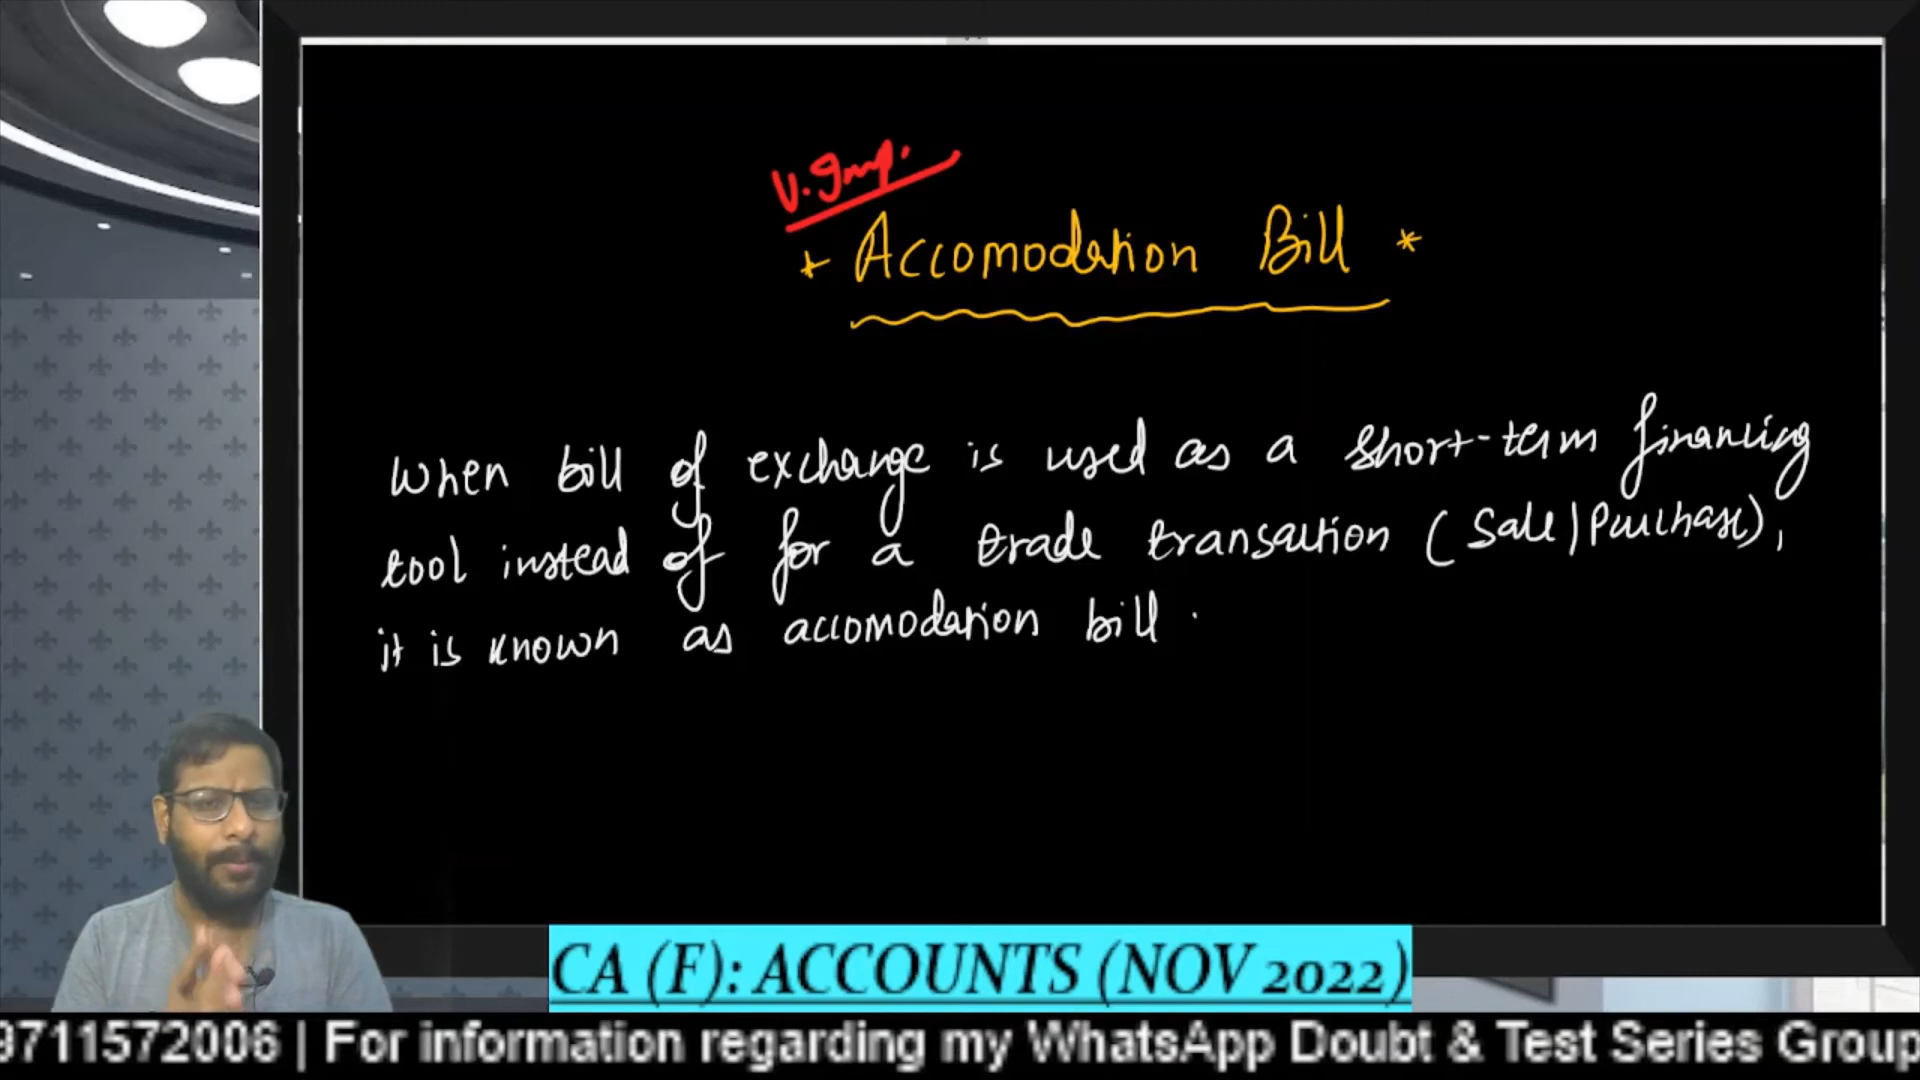 V. Imp.
* Accomodation Bill *
When bill of exchange is used as a short-term financing
tool instead of for a trade transaction (Sale/Purchase),
it is known as accomodation bill.
CA (F): ACCOUNTS (NOV 2022)
9711572006 | For information regarding my WhatsApp Doubt & Test Series Group